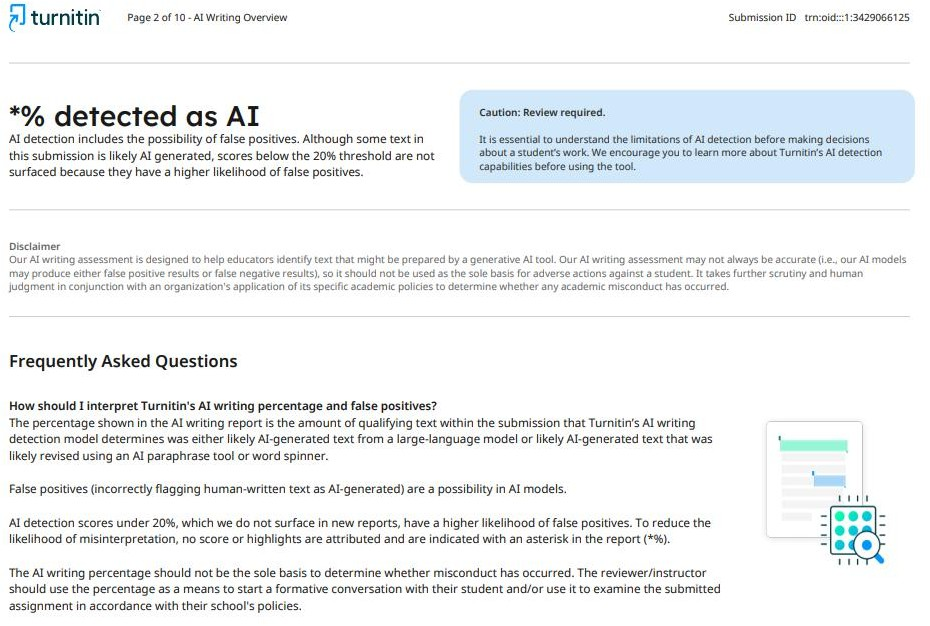 turnitin Page 2 of 10 - AI Writing Overview Submission ID trn:oid:::1:3429066125
*% detected as AI
AI detection includes the possibility of false positives. Although some text in
this submission is likely AI generated, scores below the 20% threshold are not
surfaced because they have a higher likelihood of false positives.
Caution: Review required.
It is essential to understand the limitations of AI detection before making decisions
about a student’s work. We encourage you to learn more about Turnitin’s AI detection
capabilities before using the tool.
Disclaimer
Our AI writing assessment is designed to help educators identify text that might be prepared by a generative AI tool. Our AI writing assessment may not always be accurate (i.e., our AI models
may produce either false positive results or false negative results), so it should not be used as the sole basis for adverse actions against a student. It takes further scrutiny and human
judgment in conjunction with an organization's application of its specific academic policies to determine whether any academic misconduct has occurred.
Frequently Asked Questions
How should I interpret Turnitin's AI writing percentage and false positives?
The percentage shown in the AI writing report is the amount of qualifying text within the submission that Turnitin’s AI writing
detection model determines was either likely AI-generated text from a large-language model or likely AI-generated text that was
likely revised using an AI paraphrase tool or word spinner.
False positives (incorrectly flagging human-written text as AI-generated) are a possibility in AI models.
AI detection scores under 20%, which we do not surface in new reports, have a higher likelihood of false positives. To reduce the
likelihood of misinterpretation, no score or highlights are attributed and are indicated with an asterisk in the report (*%).
The AI writing percentage should not be the sole basis to determine whether misconduct has occurred. The reviewer/instructor
should use the percentage as a means to start a formative conversation with their student and/or use it to examine the submitted
assignment in accordance with their school's policies.